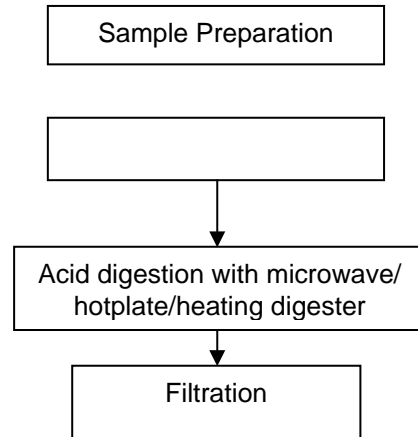 Sample Preparation
Acid digestion with microwave/
hotplate/heating digester
Filtration